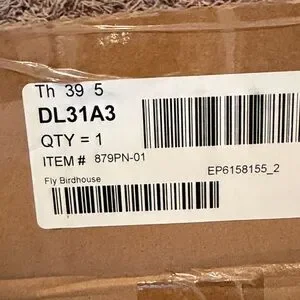 Th 39 5
DL31A3
QTY = 1
ITEM # 879PN-01
EP6158155_2
Fly Birdhouse